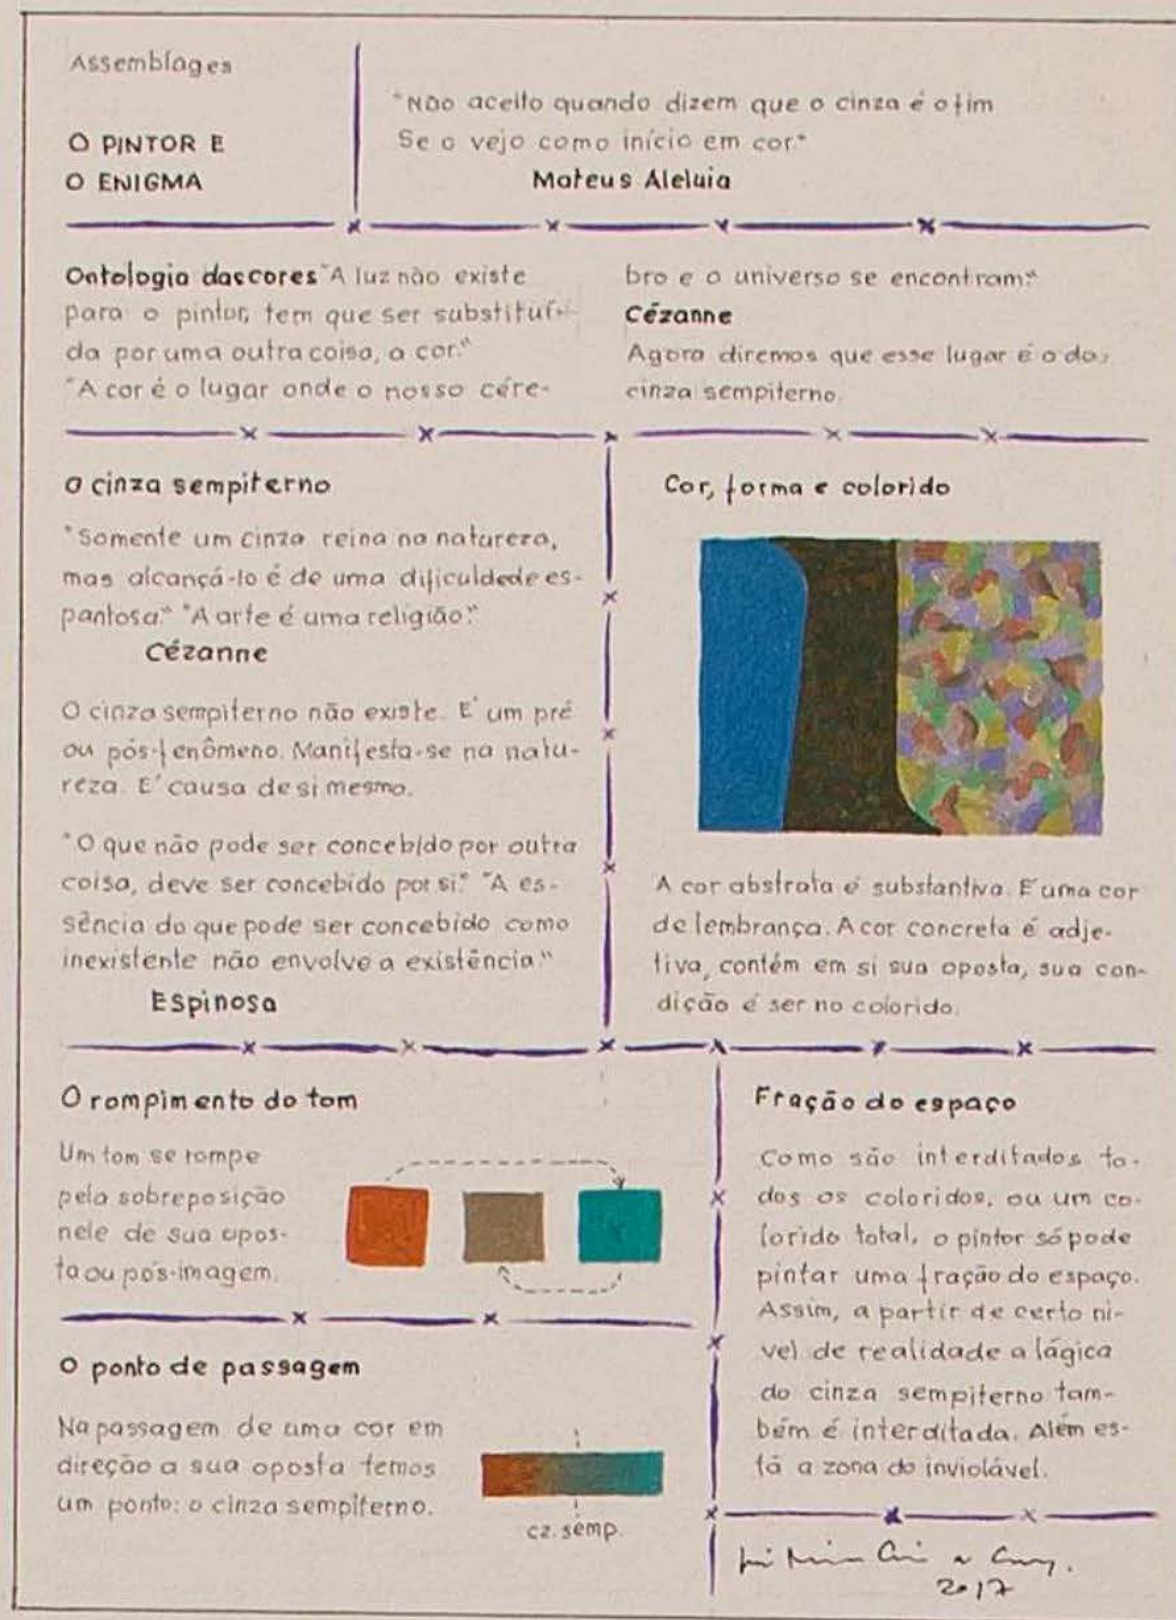 Assemblages
O PINTOR E
O ENIGMA
"Não aceito quando dizem que o cinza é o fim
Se o vejo como início em cor."
Mateus Aleluia
Ontologia das cores "A luz não existe
para o pintor, tem que ser substituí-
da por uma outra coisa, a cor."
"A cor é o lugar onde o nosso cére-
bro e o universo se encontram."
Cézanne
Agora diremos que esse lugar é o do
cinza sempiterno.
O cinza sempiterno
"Somente um cinza reina na natureza,
mas alcançá-lo é de uma dificuldade es-
pantosa." "A arte é uma religião."
Cézanne
O cinza sempiterno não existe. É um pré
ou pós-fenômeno. Manifesta-se na natu-
reza. É causa de si mesmo.
"O que não pode ser concebido por outra
coisa, deve ser concebido por si." "A es-
sência do que pode ser concebido como
inexistente não envolve a existência."
Espinosa
Cor, forma e colorido
A cor abstrata é substantiva. É uma cor
de lembrança. A cor concreta é adje-
tiva, contém em si sua oposta, sua con-
dição é ser no colorido.
O rompimento do tom
Um tom se rompe
pela sobreposição
nele de sua opos-
ta ou pós-imagem.
O ponto de passagem
Na passagem de uma cor em
direção a sua oposta temos
um ponto: o cinza sempiterno.
cz. semp.
Fração do espaço
Como são interditados to-
dos os coloridos, ou um co-
lorido total, o pintor só pode
pintar uma fração do espaço.
Assim, a partir de certo ní-
vel de realidade a lógica
do cinza sempiterno tam-
bém é interditada. Além es-
tá a zona do inviolável.
2017